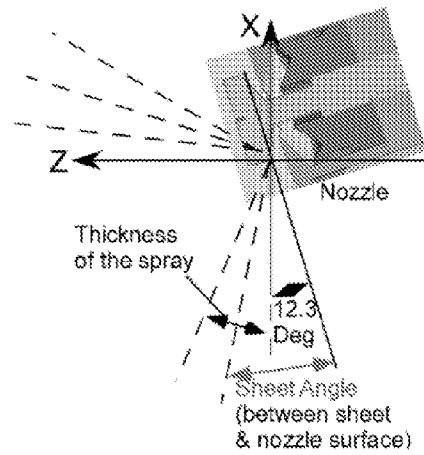 X
Z
Nozzle
Thickness
of the spray
12.3
Deg
Sheet Angle
(between sheet
& nozzle surface)